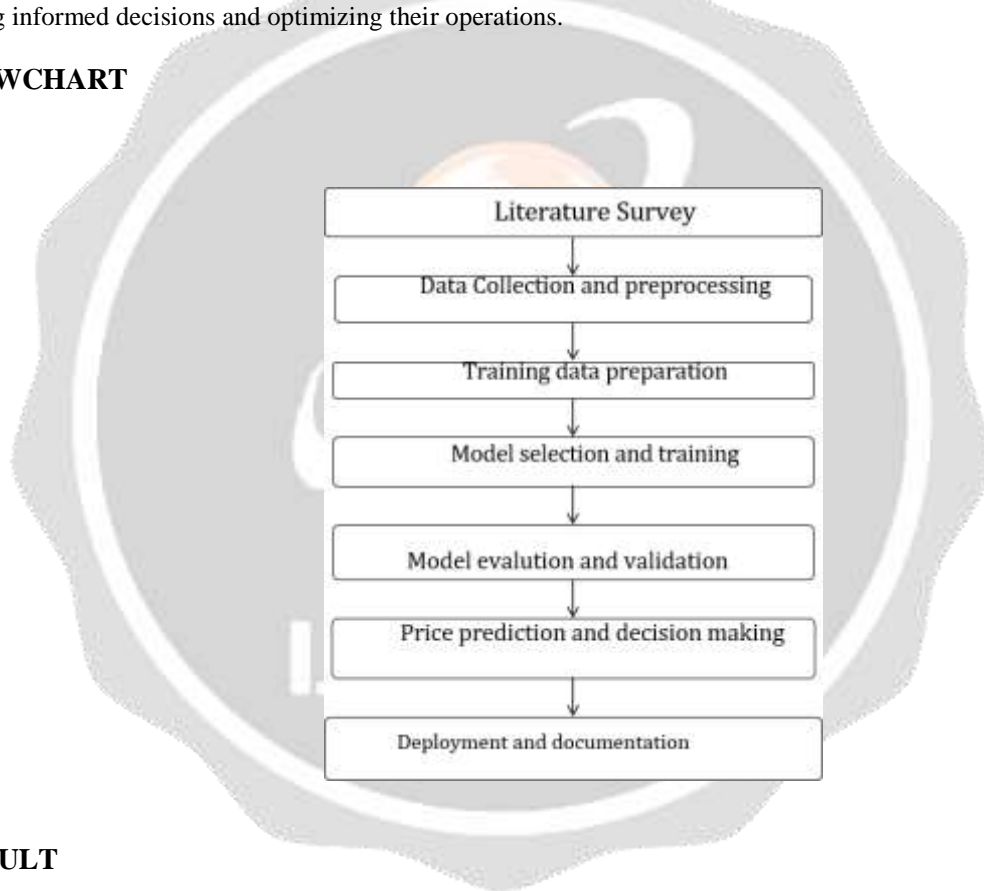 g informed decisions and optimizing their operations.
WCHART
Literature Survey
Data Collection and preprocessing
Training data preparation
Model selection and training
Model evalution and validation
Price prediction and decision making
Deployment and documentation
ULT